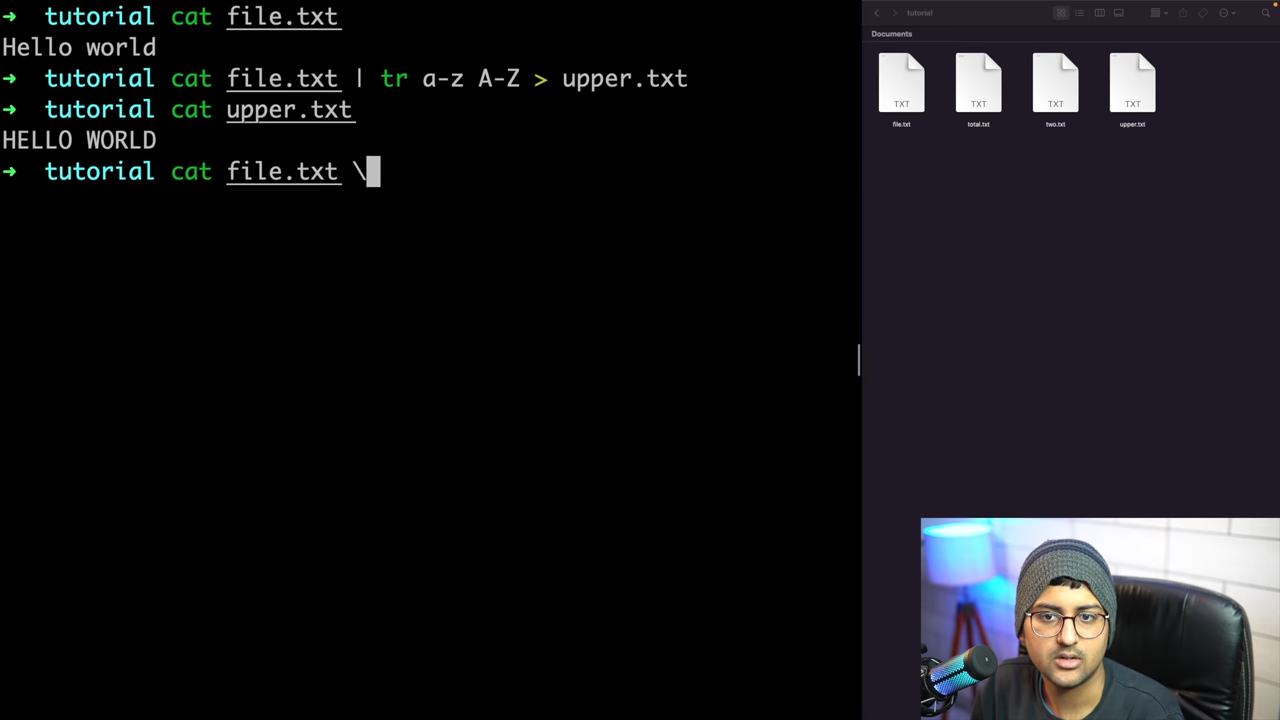 ➜ tutorial cat file.txt
Hello world
➜ tutorial cat file.txt | tr a-z A-Z > upper.txt
➜ tutorial cat upper.txt
HELLO WORLD
➜ tutorial cat file.txt \
tutorial
Documents
TXT TXT TXT TXT
file.txt total.txt two.txt upper.txt